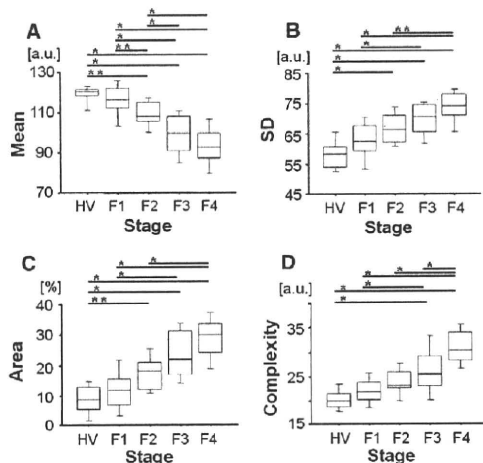 A
[a.u.]
*
*
*
*
* *
*
*
* *
130
110
90
70
Mean
HV F1 F2 F3 F4
Stage
B
[a.u.]
* *
*
*
*
*
*
85
75
65
55
45
SD
HV F1 F2 F3 F4
Stage
C
[%]
*
*
*
*
*
* *
40
30
20
10
0
Area
HV F1 F2 F3 F4
Stage
D
[a.u.]
*
*
*
*
*
*
35
25
15
Complexity
HV F1 F2 F3 F4
Stage